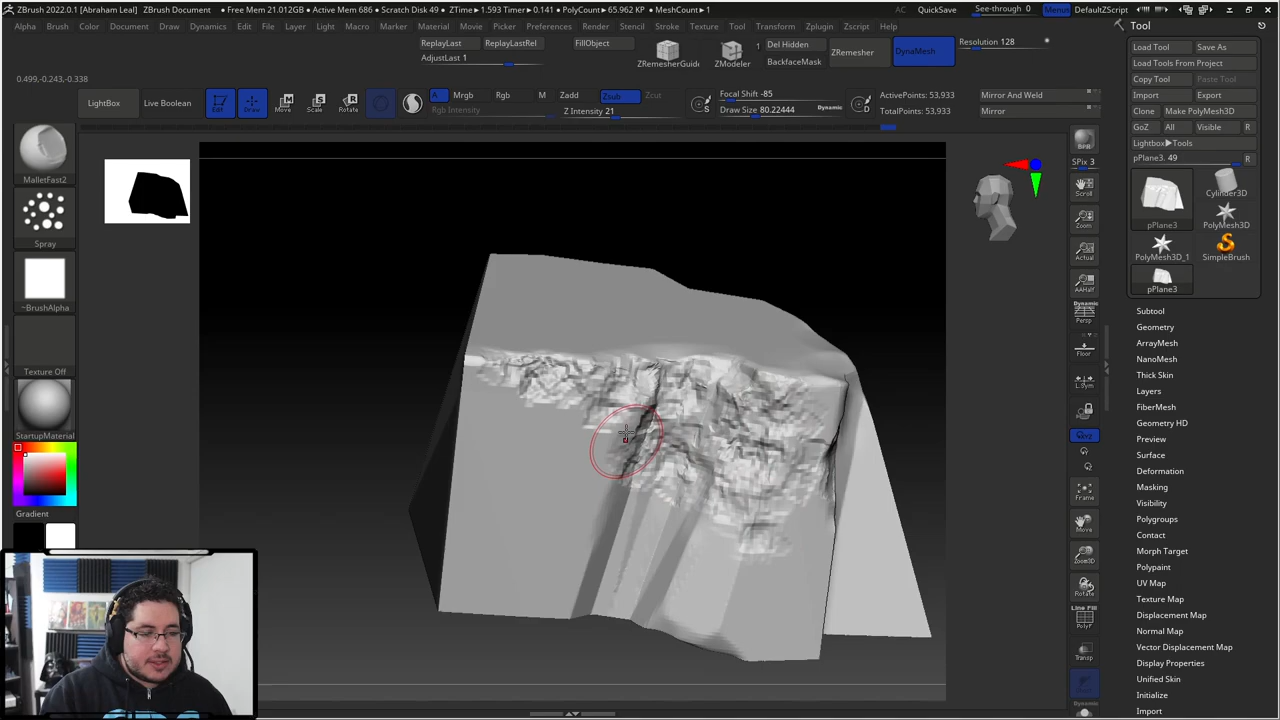 ZBrush 2022.0.1 [Abraham Leal] ZBrush Document • Free Mem 21.012GB • Active Mem 686 • Scratch Disk 49 • ZTime▸1.593 Timer▸0.141 • PolyCount▸65.962 KP • MeshCount▸1 AC QuickSave See-through 0 Menus DefaultZScript
Alpha Brush Color Document Draw Dynamics Edit File Layer Light Macro Marker Material Movie Picker Preferences Render Stencil Stroke Texture Tool Transform Zplugin Zscript Help
Tool
ReplayLast ReplayLastRel FillObject
AdjustLast 1
ZRemesherGuide ZModeler 1 Del Hidden
BackfaceMask
ZRemesher DynaMesh Resolution 128
0.499,-0.243,-0.338
LightBox Live Boolean Edit Draw Move Scale Rotate A Mrgb Rgb M Zadd Zsub Zcut
Rgb Intensity Z Intensity 21
Focal Shift -85
Draw Size 80.22444 Dynamic
ActivePoints: 53,933
TotalPoints: 53,933
Mirror And Weld
Mirror
Load Tool Save As
Load Tools From Project
Copy Tool Paste Tool
Import Export
Clone Make PolyMesh3D
GoZ All Visible R
Lightbox▸Tools
pPlane3. 49 R
pPlane3 Cylinder3D
PolyMesh3D
PolyMesh3D_1 SimpleBrush
pPlane3
MalletFast2
Spray
~BrushAlpha
Texture Off
StartupMaterial
Gradient
BPR
SPix 3
Scroll
Zoom
Actual
AAHalf
Dynamic
Persp
Floor
L.Sym
Frame
Move
Zoom3D
Rotate
Line Fill
PolyF
Transp
Subtool
Geometry
ArrayMesh
NanoMesh
Thick Skin
Layers
FiberMesh
Geometry HD
Preview
Surface
Deformation
Masking
Visibility
Polygroups
Contact
Morph Target
Polypaint
UV Map
Texture Map
Displacement Map
Normal Map
Vector Displacement Map
Display Properties
Unified Skin
Initialize
Import